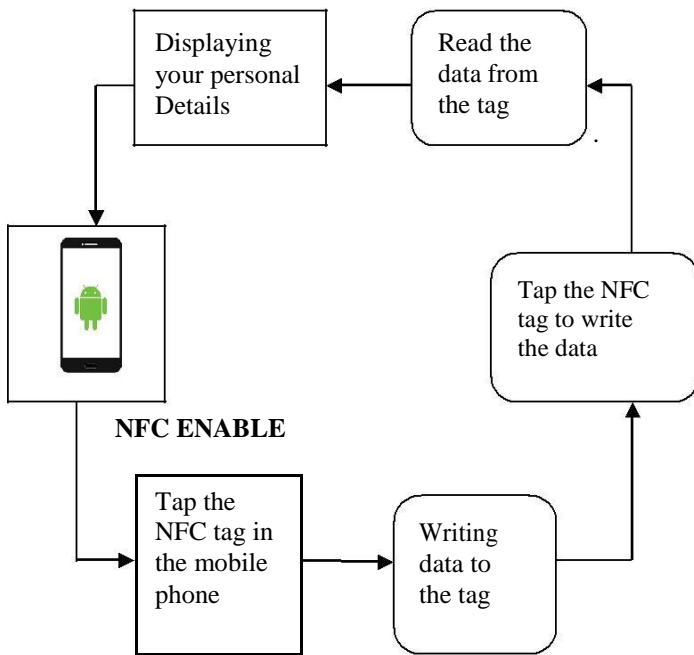 Displaying
your personal
Details
Read the
data from
the tag
.
Tap the NFC
tag to write
the data
NFC ENABLE
Tap the
NFC tag in
the mobile
phone
Writing
data to
the tag